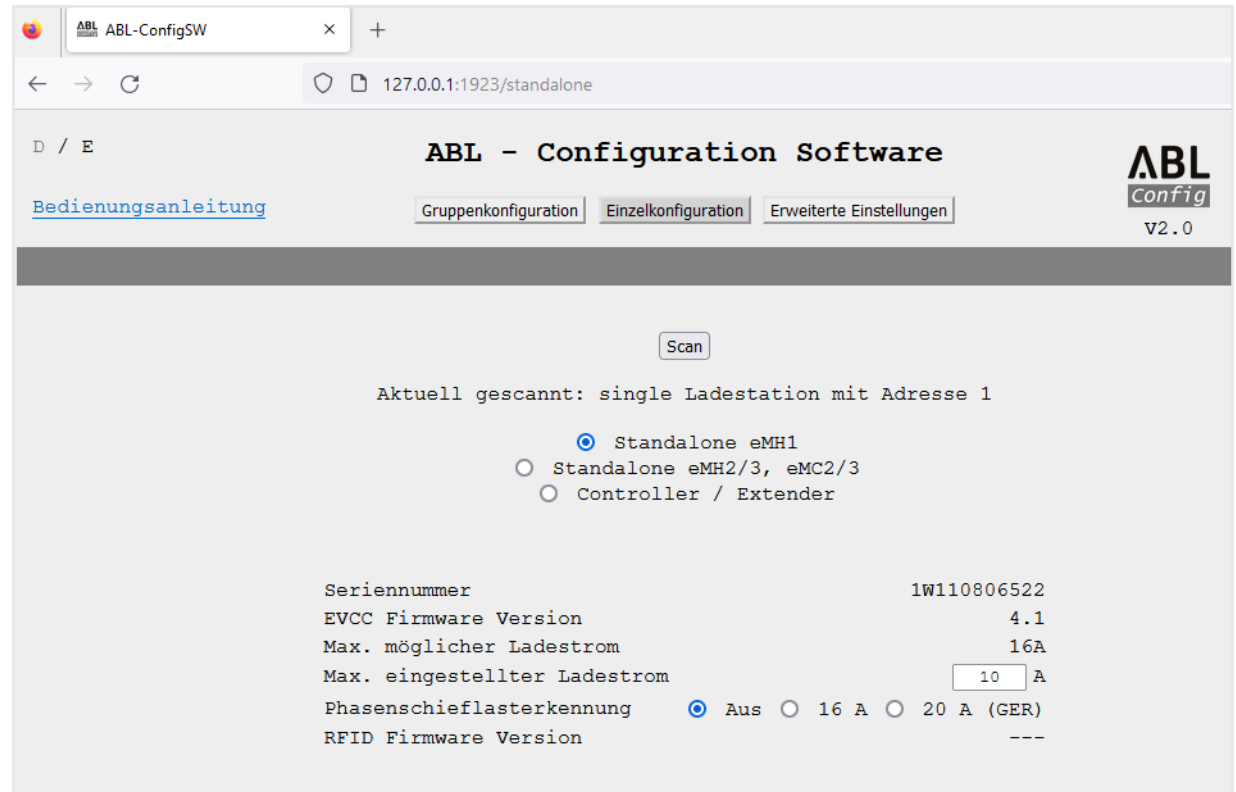 ABL ABL-ConfigSW
127.0.0.1:1923/standalone
D / E
ABL - Configuration Software
ABL
Config
V2.0
Bedienungsanleitung
Gruppenkonfiguration Einzelkonfiguration Erweiterte Einstellungen
Scan
Aktuell gescannt: single Ladestation mit Adresse 1
Standalone eMH1
Standalone eMH2/3, eMC2/3
Controller / Extender
Seriennummer 1W110806522
EVCC Firmware Version 4.1
Max. möglicher Ladestrom 16A
Max. eingestellter Ladestrom 10 A
Phasenschieflasterkennung Aus 16 A 20 A (GER)
RFID Firmware Version ---